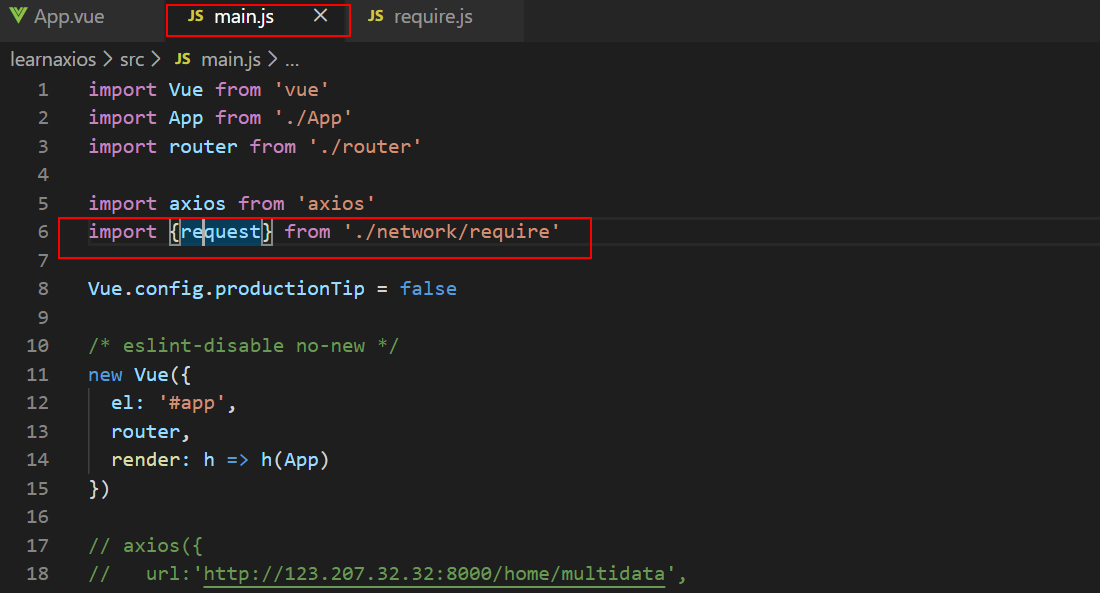 App.vue JS main.js × JS require.js
learnaxios > src > JS main.js > ...
1 import Vue from 'vue'
2 import App from './App'
3 import router from './router'
4
5 import axios from 'axios'
6 import {request} from './network/require'
7
8 Vue.config.productionTip = false
9
10 /* eslint-disable no-new */
11 new Vue({
12   el: '#app',
13   router,
14   render: h => h(App)
15 })
16
17 // axios({
18 //   url:'http://123.207.32.32:8000/home/multidata',